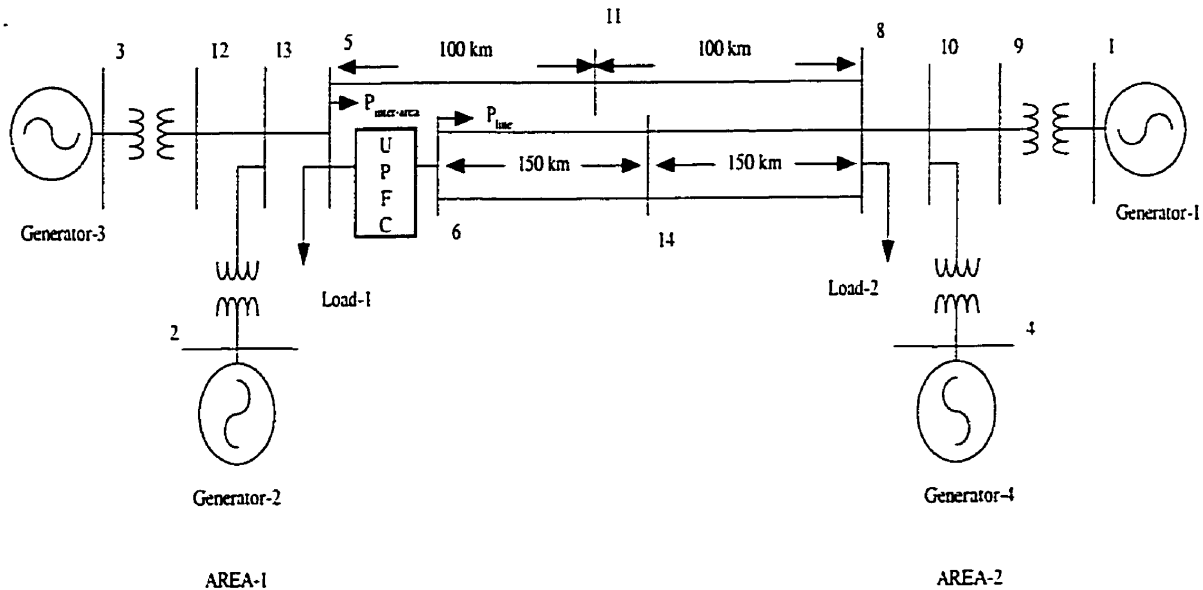 11
3
12
13
5
100 km
100 km
8
10
9
1
P inter-area
P line
U
P
F
C
150 km
150 km
Generator-3
6
14
Generator-1
Load-1
Load-2
2
4
Generator-2
Generator-4
AREA-1
AREA-2